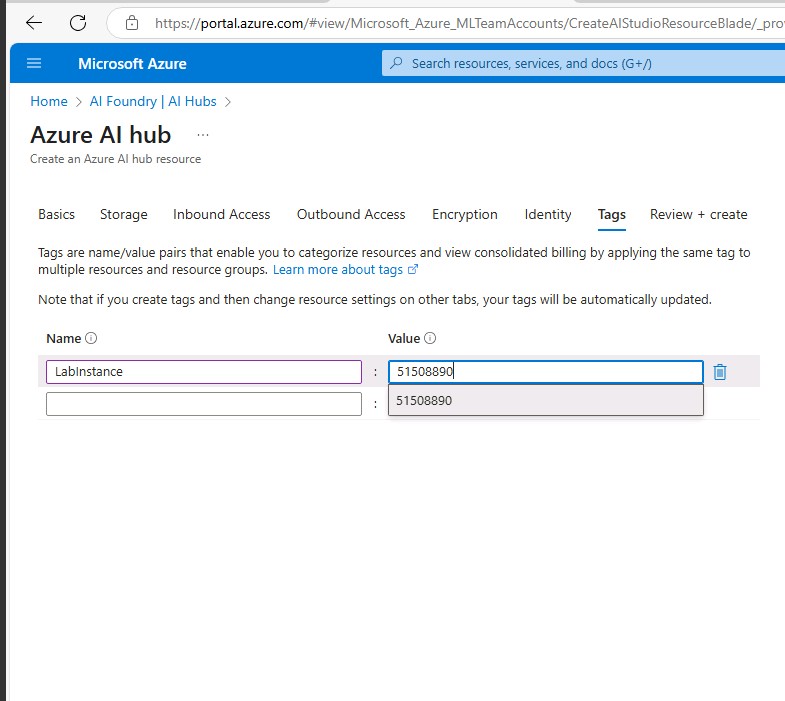 https://portal.azure.com/#view/Microsoft_Azure_MLTeamAccounts/CreateAIStudioResourceBlade/_pro
Microsoft Azure
Search resources, services, and docs (G+/)
Home > AI Foundry | AI Hubs >
Azure AI hub ...
Create an Azure AI hub resource
Basics Storage Inbound Access Outbound Access Encryption Identity Tags Review + create
Tags are name/value pairs that enable you to categorize resources and view consolidated billing by applying the same tag to
multiple resources and resource groups. Learn more about tags
Note that if you create tags and then change resource settings on other tabs, your tags will be automatically updated.
Name Value
LabInstance : 51508890
:
51508890